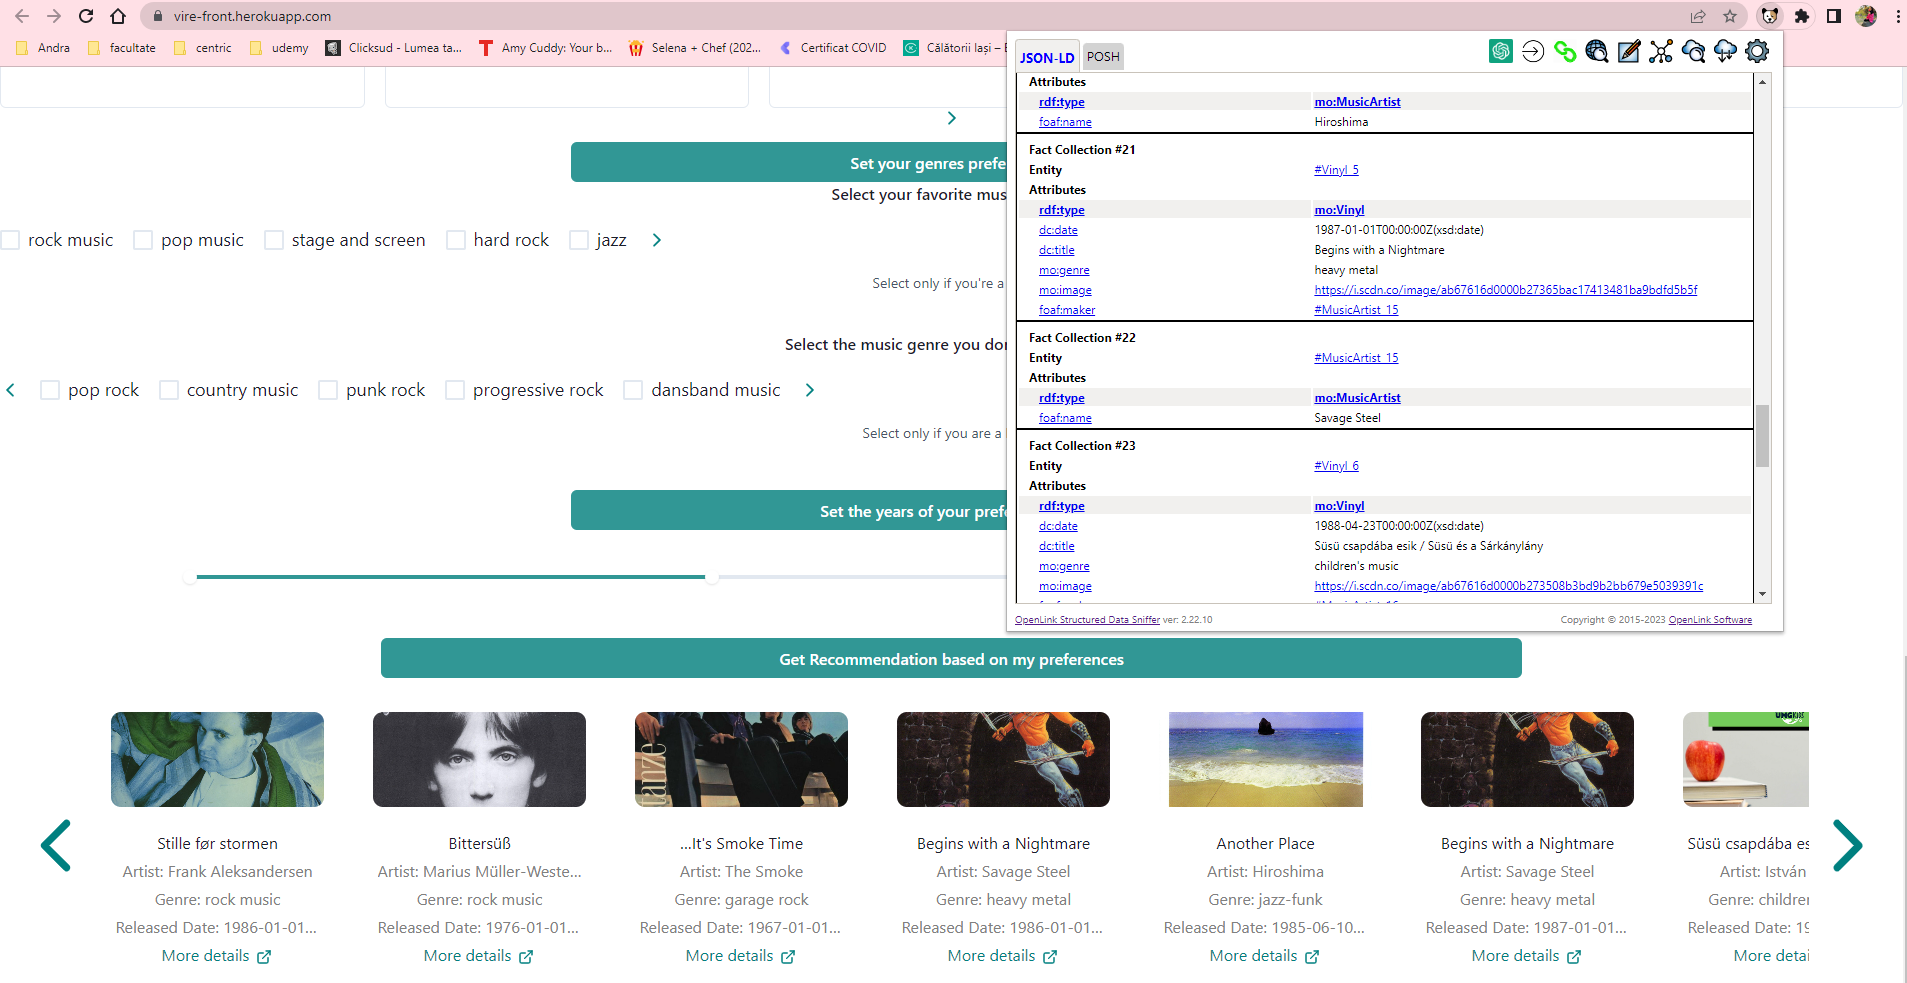 vire-front.herokuapp.com
Andra
facultate
centric
udemy
Clicksud - Lumea ta...
Amy Cuddy: Your b...
Selena + Chef (202...
Certificat COVID
Călătorii Iași – E
JSON-LD
POSH
Attributes
rdf:type mo:MusicArtist
foaf:name Hiroshima
Fact Collection #21
Entity #Vinyl_5
Attributes
rdf:type mo:Vinyl
dc:date 1987-01-01T00:00:00Z(xsd:date)
dc:title Begins with a Nightmare
mo:genre heavy metal
mo:image https://i.scdn.co/image/ab67616d0000b27365bac17413481ba9bdfd5b5f
foaf:maker #MusicArtist_15
Fact Collection #22
Entity #MusicArtist_15
Attributes
rdf:type mo:MusicArtist
foaf:name Savage Steel
Fact Collection #23
Entity #Vinyl_6
Attributes
rdf:type mo:Vinyl
dc:date 1988-04-23T00:00:00Z(xsd:date)
dc:title Süsü csapdába esik / Süsü és a Sárkánylány
mo:genre children's music
mo:image https://i.scdn.co/image/ab67616d0000b273508b3bd9b2bb679e5039391c
OpenLink Structured Data Sniffer ver: 2.22.10
Copyright © 2015-2023 OpenLink Software
Set your genres prefe
Select your favorite mus
rock music
pop music
stage and screen
hard rock
jazz
Select only if you're a
Select the music genre you don
pop rock
country music
punk rock
progressive rock
dansband music
Select only if you are a
Set the years of your prefe
Get Recommendation based on my preferences
tanze
UMGKIDS
Stille før stormen
Artist: Frank Aleksandersen
Genre: rock music
Released Date: 1986-01-01...
More details
Bittersüß
Artist: Marius Müller-Weste...
Genre: rock music
Released Date: 1976-01-01...
More details
...It's Smoke Time
Artist: The Smoke
Genre: garage rock
Released Date: 1967-01-01...
More details
Begins with a Nightmare
Artist: Savage Steel
Genre: heavy metal
Released Date: 1986-01-01...
More details
Another Place
Artist: Hiroshima
Genre: jazz-funk
Released Date: 1985-06-10...
More details
Begins with a Nightmare
Artist: Savage Steel
Genre: heavy metal
Released Date: 1987-01-01...
More details
Süsü csapdába es
Artist: István
Genre: childrer
Released Date: 19
More detai